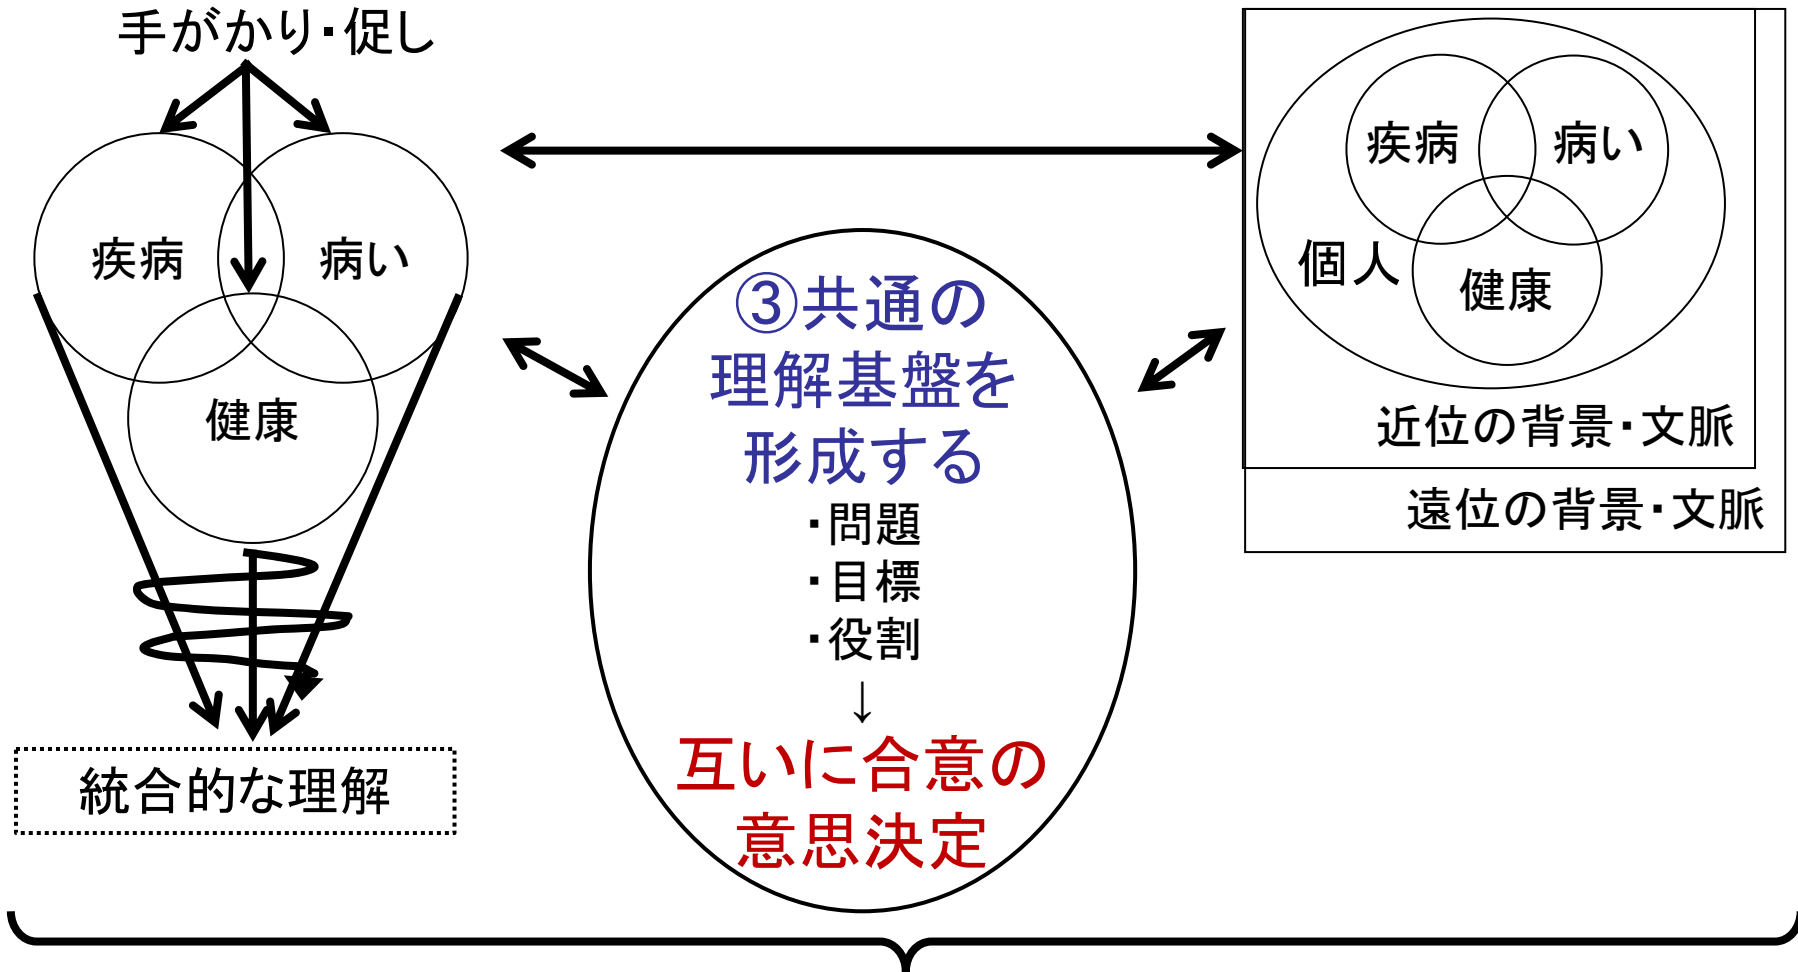 手がかり・促し
疾病
病い
健康
統合的な理解
③共通の
理解基盤を
形成する
・問題
・目標
・役割
↓
互いに合意の
意思決定
疾病
病い
個人
健康
近位の背景・文脈
遠位の背景・文脈